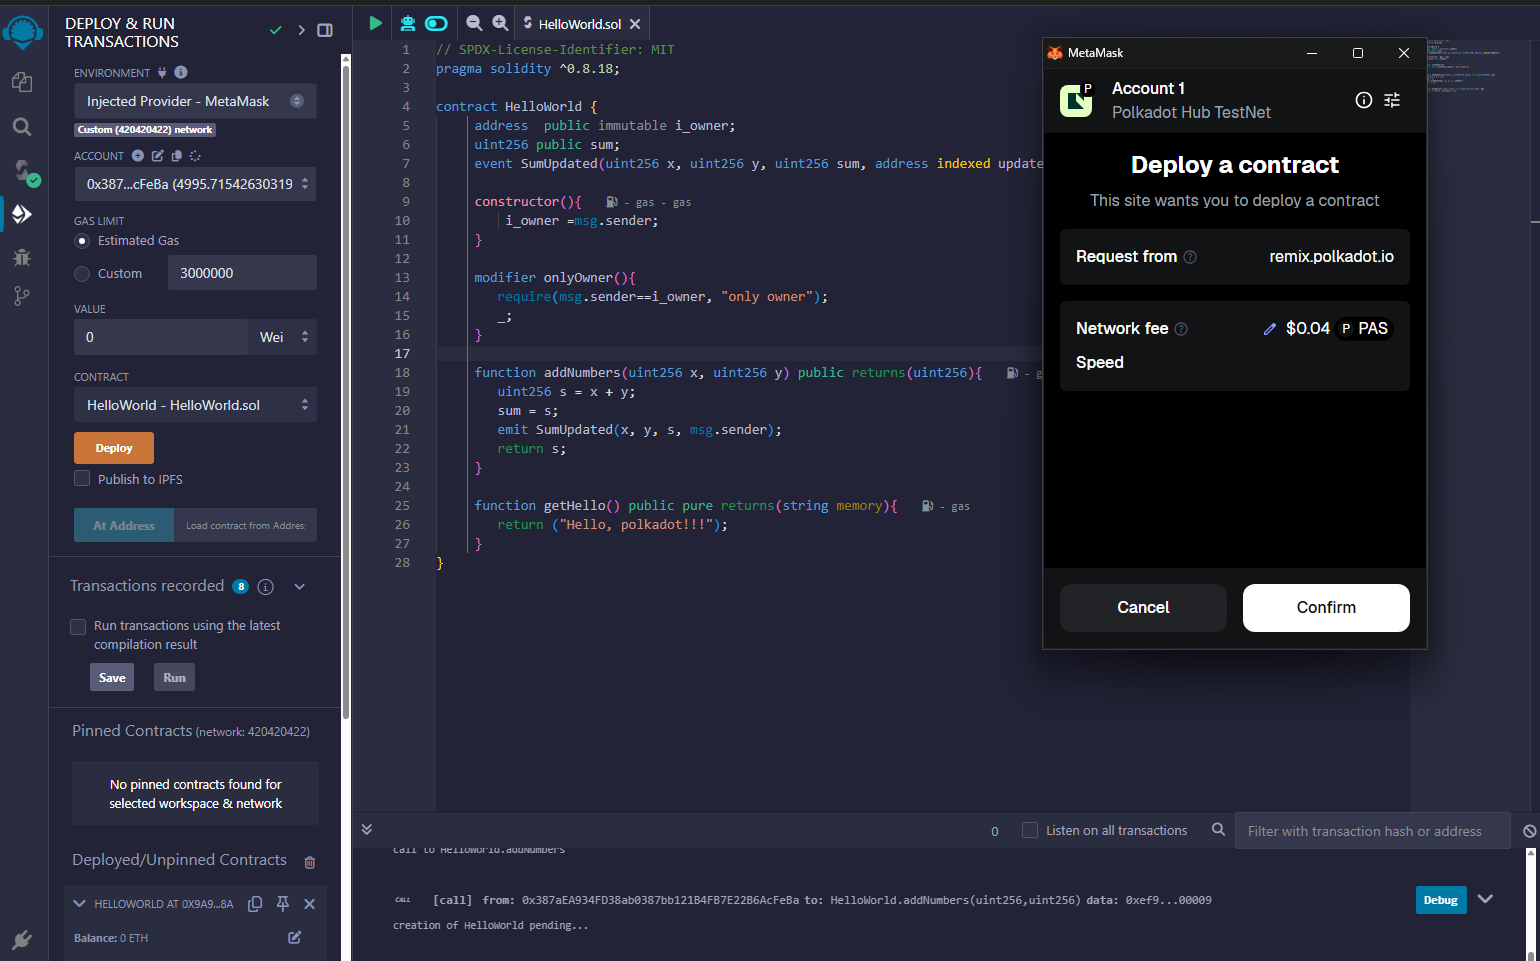 DEPLOY & RUN
TRANSACTIONS
ENVIRONMENT
Injected Provider - MetaMask
Custom (420420422) network
ACCOUNT
0x387...cFeBa (4995.71542630319
GAS LIMIT
Estimated Gas
Custom
3000000
VALUE
0
Wei
CONTRACT
HelloWorld - HelloWorld.sol
Deploy
Publish to IPFS
At Address
Load contract from Addres
Transactions recorded 8
Run transactions using the latest
compilation result
Save
Run
Pinned Contracts (network: 420420422)
No pinned contracts found for
selected workspace & network
Deployed/Unpinned Contracts
HELLOWORLD AT 0X9A9...8A
Balance: 0 ETH
HelloWorld.sol
1 // SPDX-License-Identifier: MIT
2 pragma solidity ^0.8.18;
3
4 contract HelloWorld {
5 address  public immutable i_owner;
6 uint256 public sum;
7 event SumUpdated(uint256 x, uint256 y, uint256 sum, address indexed update
8
9 constructor(){ - gas - gas
10 i_owner =msg.sender;
11 }
12
13 modifier onlyOwner(){
14 require(msg.sender==i_owner, "only owner");
15 _;
16 }
17
18 function addNumbers(uint256 x, uint256 y) public returns(uint256){ - g
19 uint256 s = x + y;
20 sum = s;
21 emit SumUpdated(x, y, s, msg.sender);
22 return s;
23 }
24
25 function getHello() public pure returns(string memory){ - gas
26 return ("Hello, polkadot!!!");
27 }
28 }
MetaMask
P
Account 1
Polkadot Hub TestNet
Deploy a contract
This site wants you to deploy a contract
Request from
remix.polkadot.io
Network fee
$0.04 P PAS
Speed
Cancel
Confirm
0
Listen on all transactions
Filter with transaction hash or address
call to HelloWorld.addNumbers
CALL [call] from: 0x387aEA934FD38ab0387bb121B4FB7E22B6AcFeBa to: HelloWorld.addNumbers(uint256,uint256) data: 0xef9...00009
Debug
creation of HelloWorld pending...